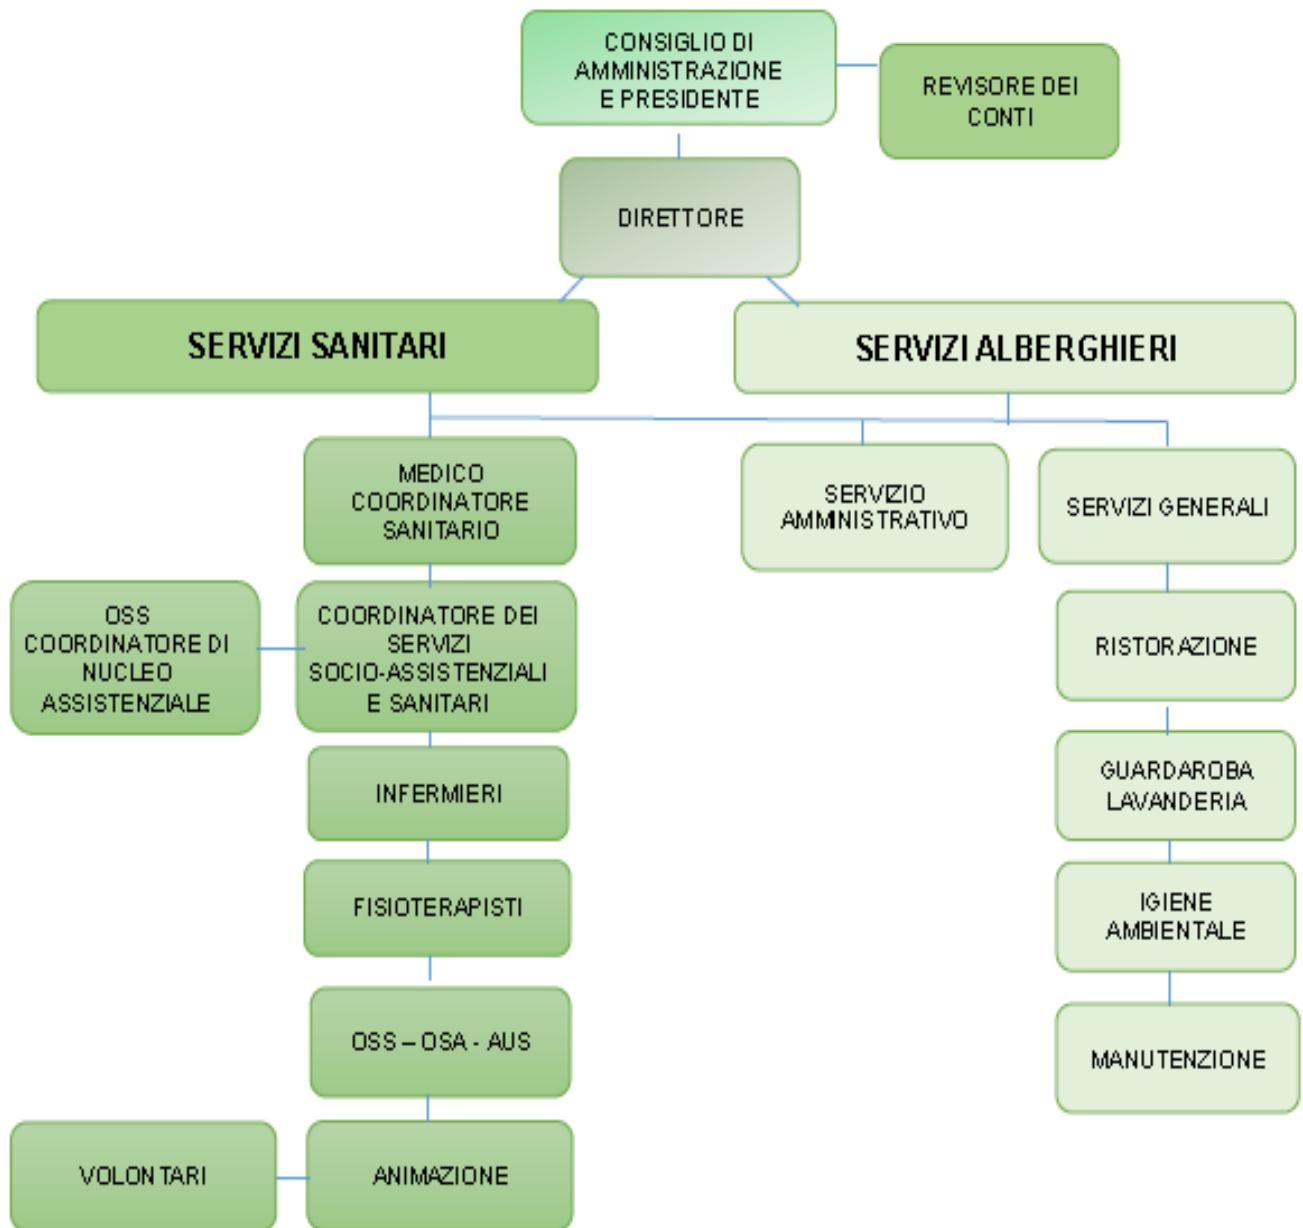 CONSIGLIO DI
AMMINISTRAZIONE
E PRESIDENTE
REVISORE DEI
CONTI
DIRETTORE
SERVIZI SANITARI
SERVIZI ALBERGHIERI
MEDICO
COORDINATORE
SANITARIO
SERVIZIO
AMMINISTRATIVO
SERVIZI GENERALI
OSS
COORDINATORE DI
NUCLEO
ASSISTENZIALE
COORDINATORE DEI
SERVIZI
SOCIO-ASSISTENZIALI
E SANITARI
RISTORAZIONE
INFERMIERI
GUARDAROBA
LAVANDERIA
FISIOTERAPISTI
IGIENE
AMBIENTALE
OSS – OSA - AUS
MANUTENZIONE
VOLONTARI
ANIMAZIONE